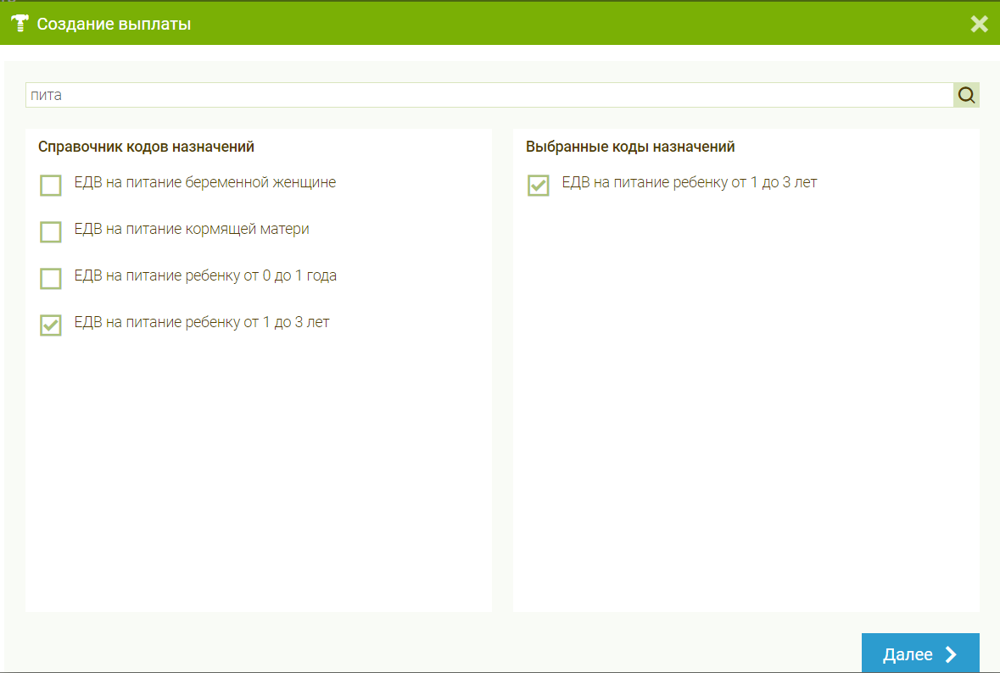 Создание выплаты
пита
Справочник кодов назначений
ЕДВ на питание беременной женщине
ЕДВ на питание кормящей матери
ЕДВ на питание ребенку от 0 до 1 года
ЕДВ на питание ребенку от 1 до 3 лет
Выбранные коды назначений
ЕДВ на питание ребенку от 1 до 3 лет
Далее